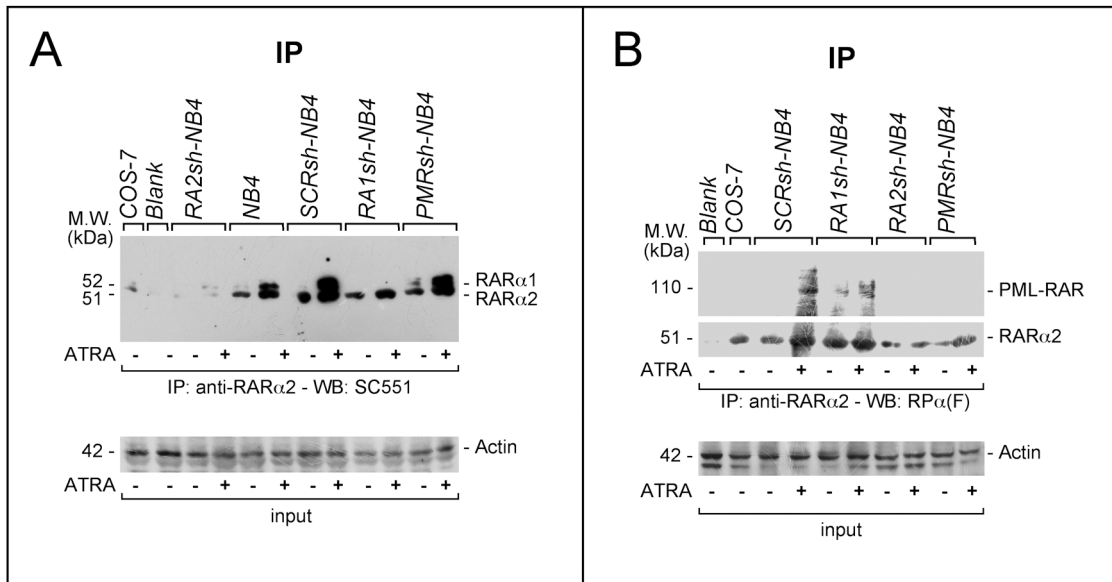 A
IP
COS-7
Blank
RA2sh-NB4
NB4
SCRsh-NB4
RA1sh-NB4
PMRsh-NB4
M.W.
(kDa)
52 -
51 -
- RARα1
- RARα2
ATRA - - - + - + - + - + - +
IP: anti-RARα2 - WB: SC551
42 -
- Actin
ATRA - - - + - + - + - + - +
input
B
IP
Blank
COS-7
SCRsh-NB4
RA1sh-NB4
RA2sh-NB4
PMRsh-NB4
M.W.
(kDa)
110 -
- PML-RAR
51 -
- RARα2
ATRA - - - + - + - + - +
IP: anti-RARα2 - WB: RPα(F)
42 -
- Actin
ATRA - - - + - + - + - +
input